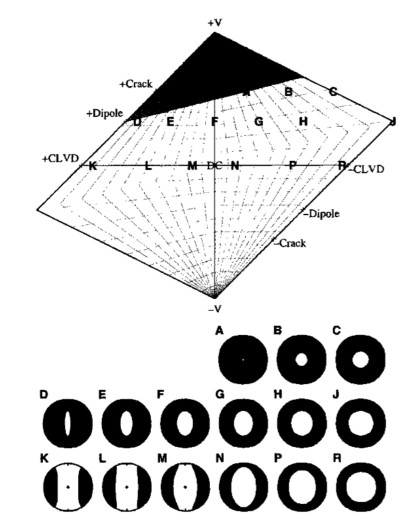 +V
+Crack
A B C
+Dipole
D E F G H J
+CLVD
K L M DC N P R
-CLVD
-Dipole
-Crack
-V
A B C
D E F G H J
K L M N P R